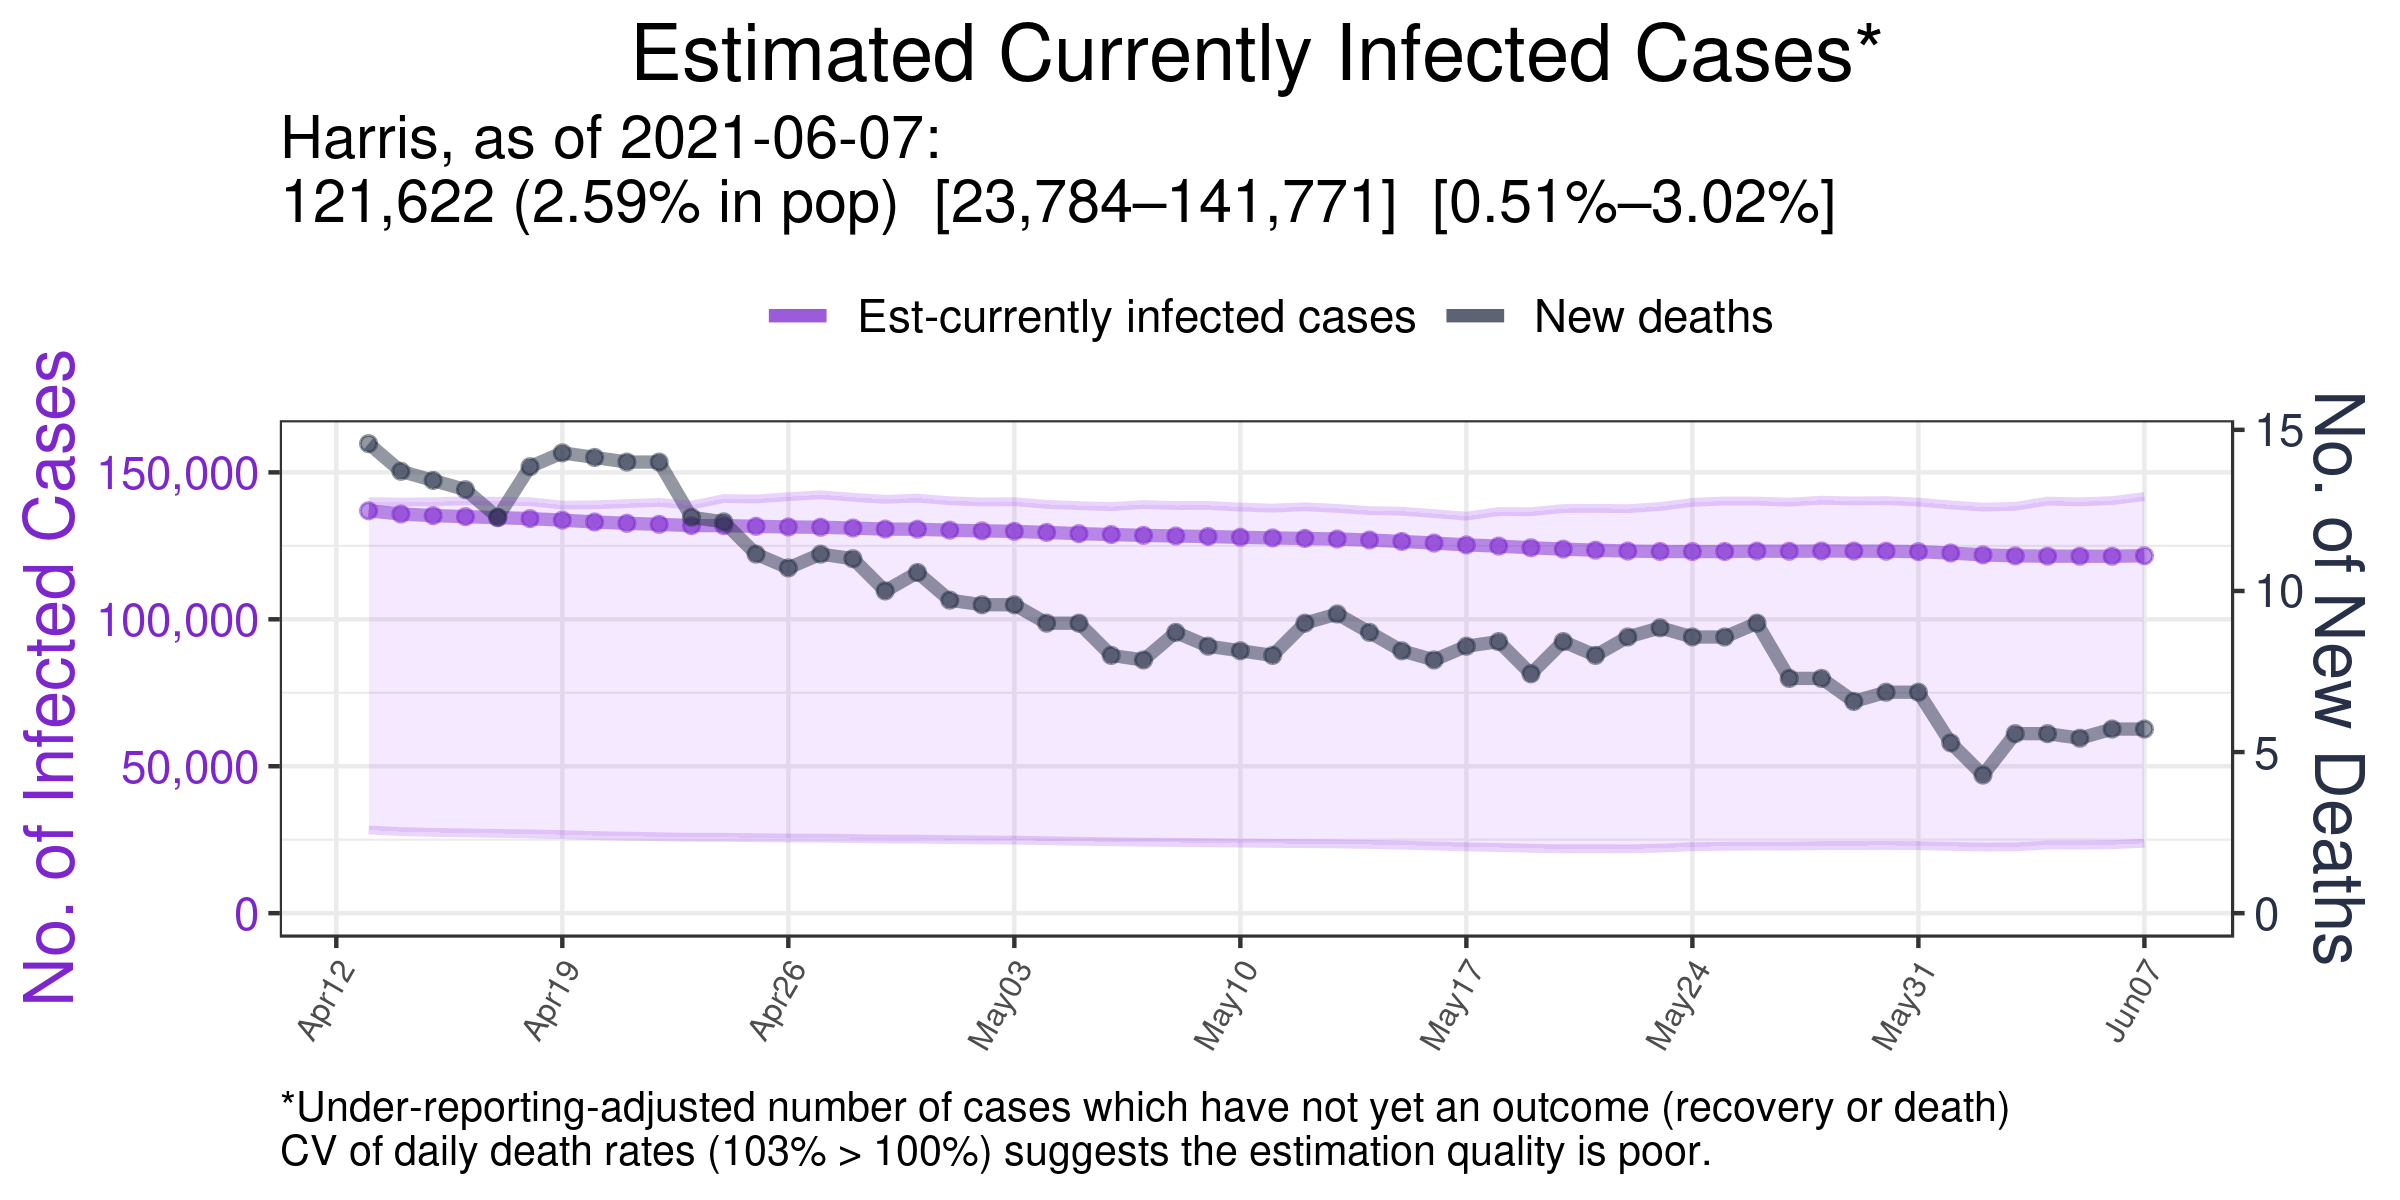 Estimated Currently Infected Cases*
Harris, as of 2021-06-07:
121,622 (2.59% in pop)  [23,784–141,771]  [0.51%–3.02%]
Est-currently infected cases
New deaths
No. of Infected Cases
150,000
100,000
50,000
0
15
10
5
0
No. of New Deaths
Apr12
Apr19
Apr26
May03
May10
May17
May24
May31
Jun07
*Under-reporting-adjusted number of cases which have not yet an outcome (recovery or death)
CV of daily death rates (103% > 100%) suggests the estimation quality is poor.